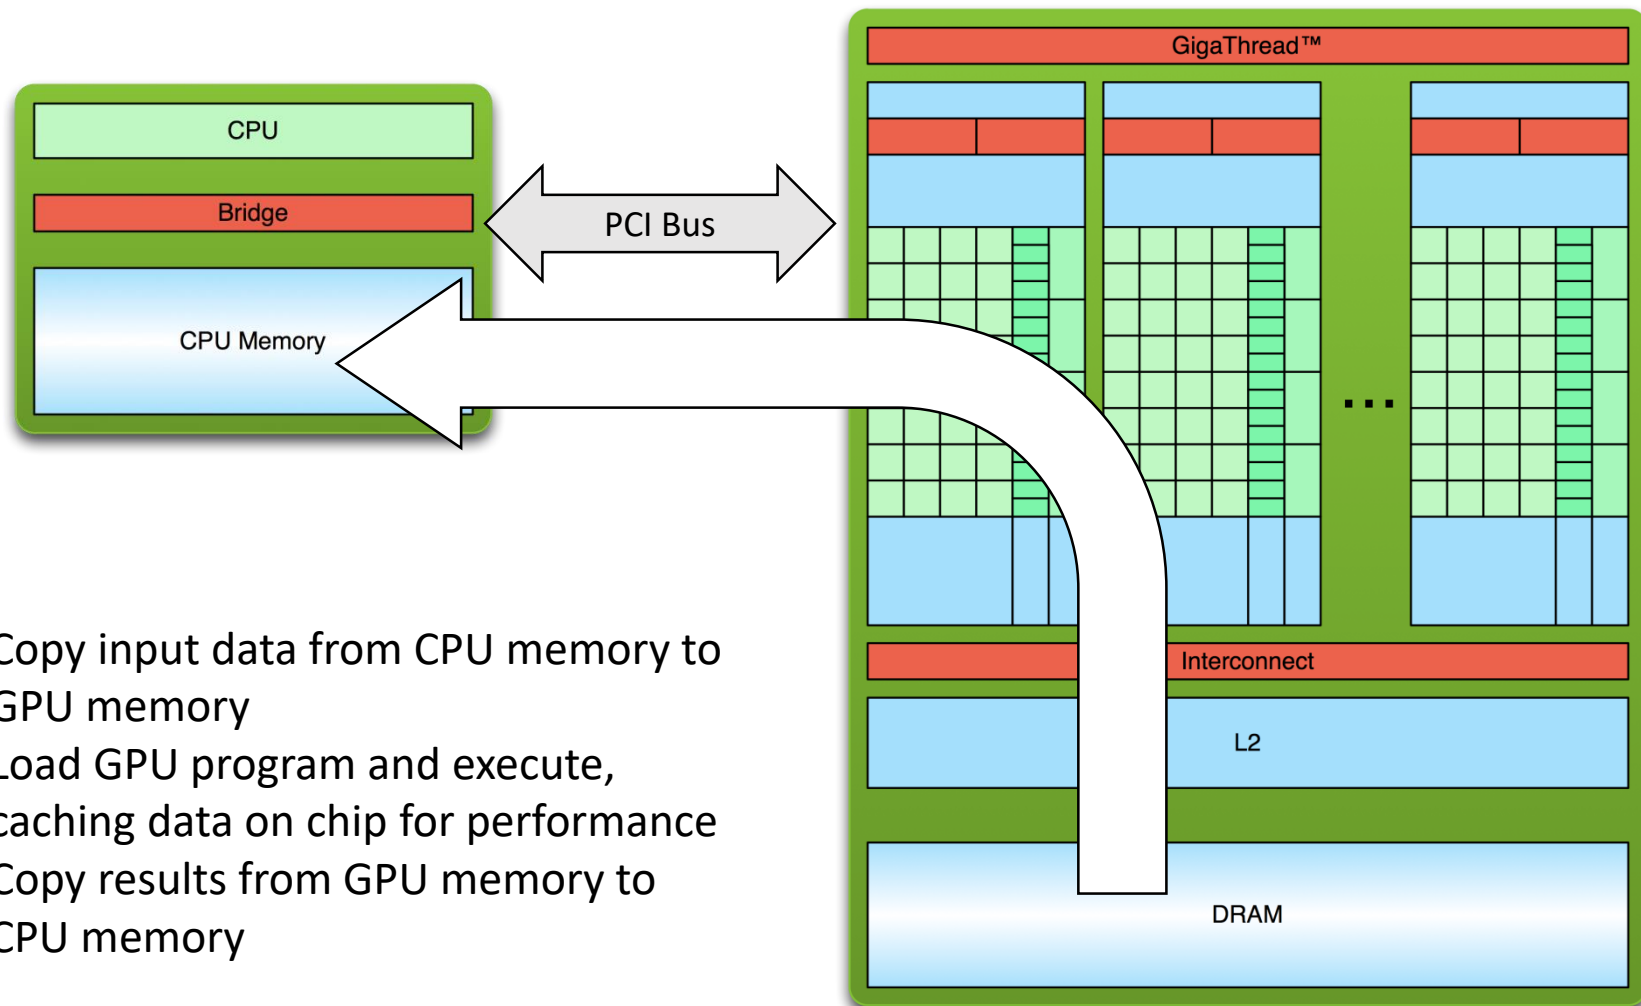 GigaThread™
CPU
Bridge
PCI Bus
CPU Memory
...
Copy input data from CPU memory to
GPU memory
Load GPU program and execute,
caching data on chip for performance
Copy results from GPU memory to
CPU memory
Interconnect
L2
DRAM